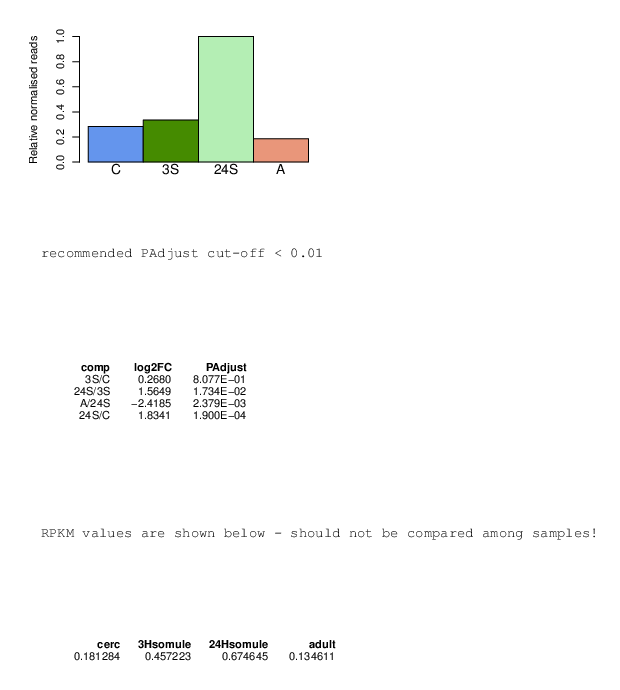 Relative normalised reads
1.0
0.8
0.6
0.4
0.2
0.0
C 3S 24S A
recommended PAdjust cut-off < 0.01
comp log2FC PAdjust
3S/C 0.2680 8.077E−01
24S/3S 1.5649 1.734E−02
A/24S −2.4185 2.379E−03
24S/C 1.8341 1.900E−04
RPKM values are shown below - should not be compared among samples!
cerc 3Hsomule 24Hsomule adult
0.181284 0.457223 0.674645 0.134611